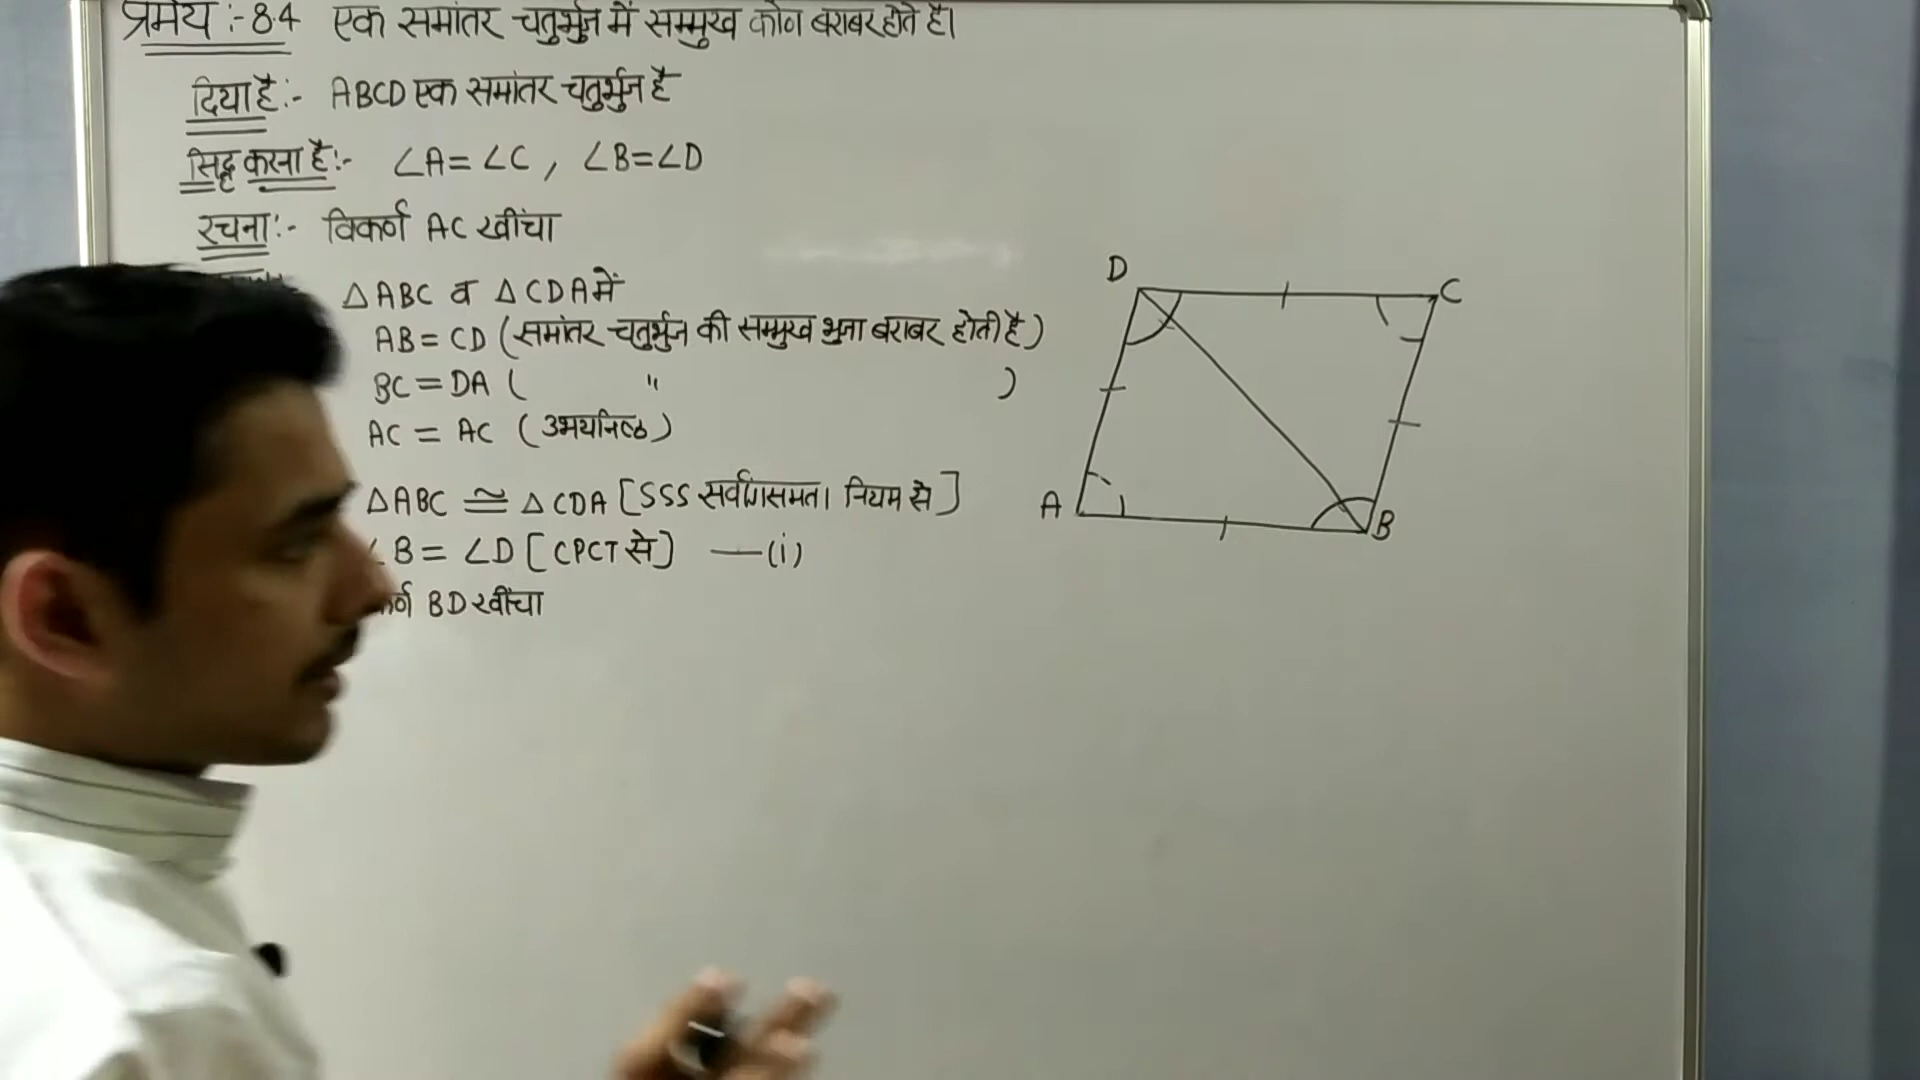 प्रमेय :- 8.4 एक समांतर चतुर्भुज में सम्मुख कोण बराबर होते है।
दिया है :- ABCD एक समांतर चतुर्भुज है
सिद्ध करना है :- ∠A = ∠C , ∠B = ∠D
रचना :- विकर्ण AC खींचा
△ABC व △CDA में
AB = CD (समांतर चतुर्भुज की सम्मुख भुजा बराबर होती है)
BC = DA ( " )
AC = AC (उभयनिष्ठ)
△ABC ≅ △CDA [SSS सर्वांगसमता नियम से]
∠B = ∠D [CPCT से] —(i)
BD खींचा
D
C
A
B